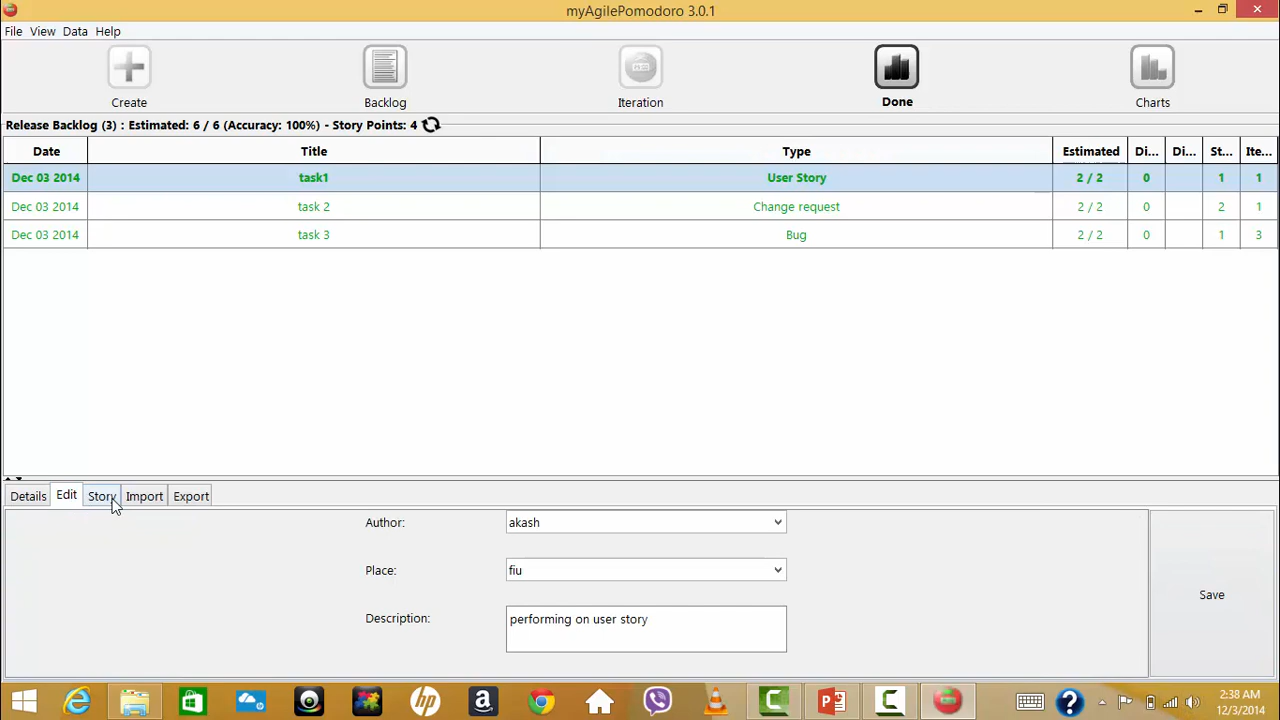 myAgilePomodoro 3.0.1
File View Data Help
Create Backlog Iteration Done Charts
Release Backlog (3) : Estimated: 6 / 6 (Accuracy: 100%) - Story Points: 4
Date Title Type Estimated Di... Di... St... Ite...
Dec 03 2014 task1 User Story 2 / 2 0 1 1
Dec 03 2014 task 2 Change request 2 / 2 0 2 1
Dec 03 2014 task 3 Bug 2 / 2 0 1 3
Details Edit Story Import Export
Author: akash
Place: fiu
Description: performing on user story
Save
2:38 AM
12/3/2014